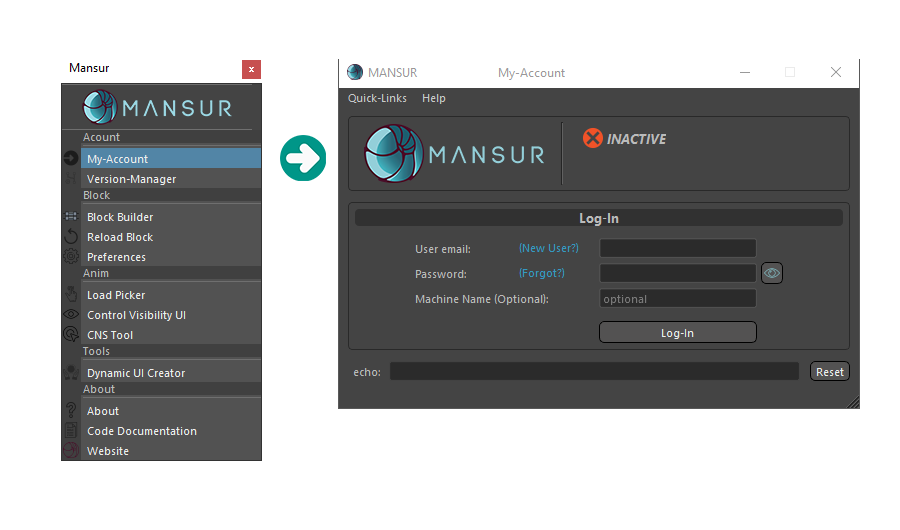 Mansur
x
MANSUR
Acount
My-Account
Version-Manager
Block
Block Builder
Reload Block
Preferences
Anim
Load Picker
Control Visibility UI
CNS Tool
Tools
Dynamic UI Creator
About
About
Code Documentation
Website
MANSUR My-Account
Quick-Links Help
MANSUR
INACTIVE
Log-In
User email: (New User?)
Password: (Forgot?)
Machine Name (Optional): optional
Log-In
echo: Reset